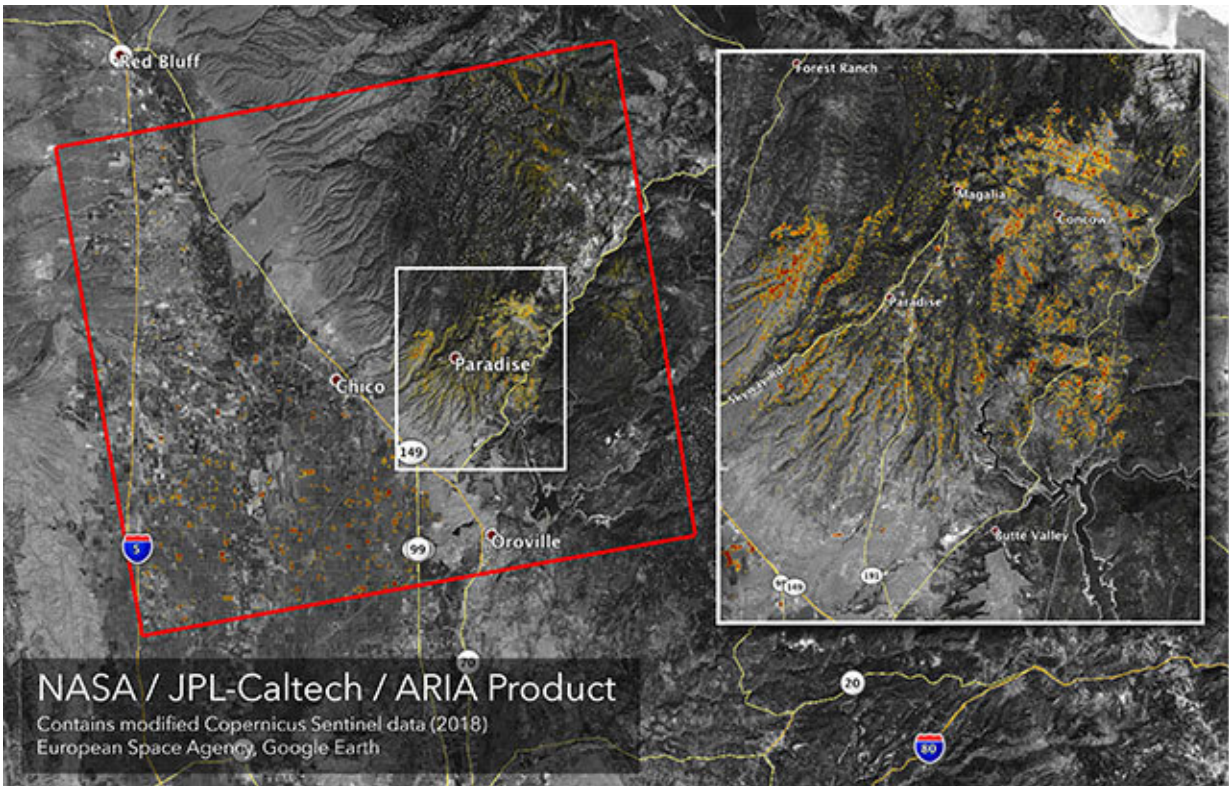 Red Bluff
Chico
Paradise
149
5
99
Oroville
70
Forest Ranch
Magalia
Concow
Paradise
Skyway Rd
149
191
Butte Valley
20
80
NASA / JPL-Caltech / ARIA Product
Contains modified Copernicus Sentinel data (2018)
European Space Agency, Google Earth